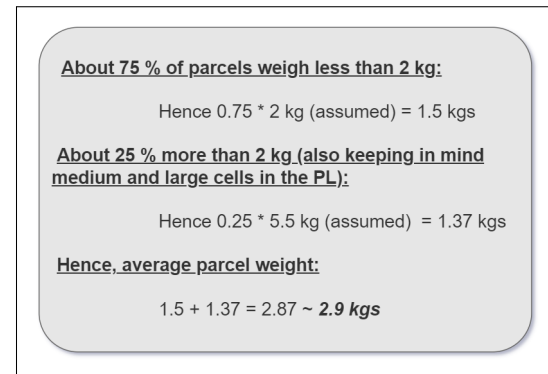 About 75 % of parcels weigh less than 2 kg:
Hence 0.75 * 2 kg (assumed) = 1.5 kgs
About 25 % more than 2 kg (also keeping in mind
medium and large cells in the PL):
Hence 0.25 * 5.5 kg (assumed)  = 1.37 kgs
Hence, average parcel weight:
1.5 + 1.37 = 2.87 ~ 2.9 kgs